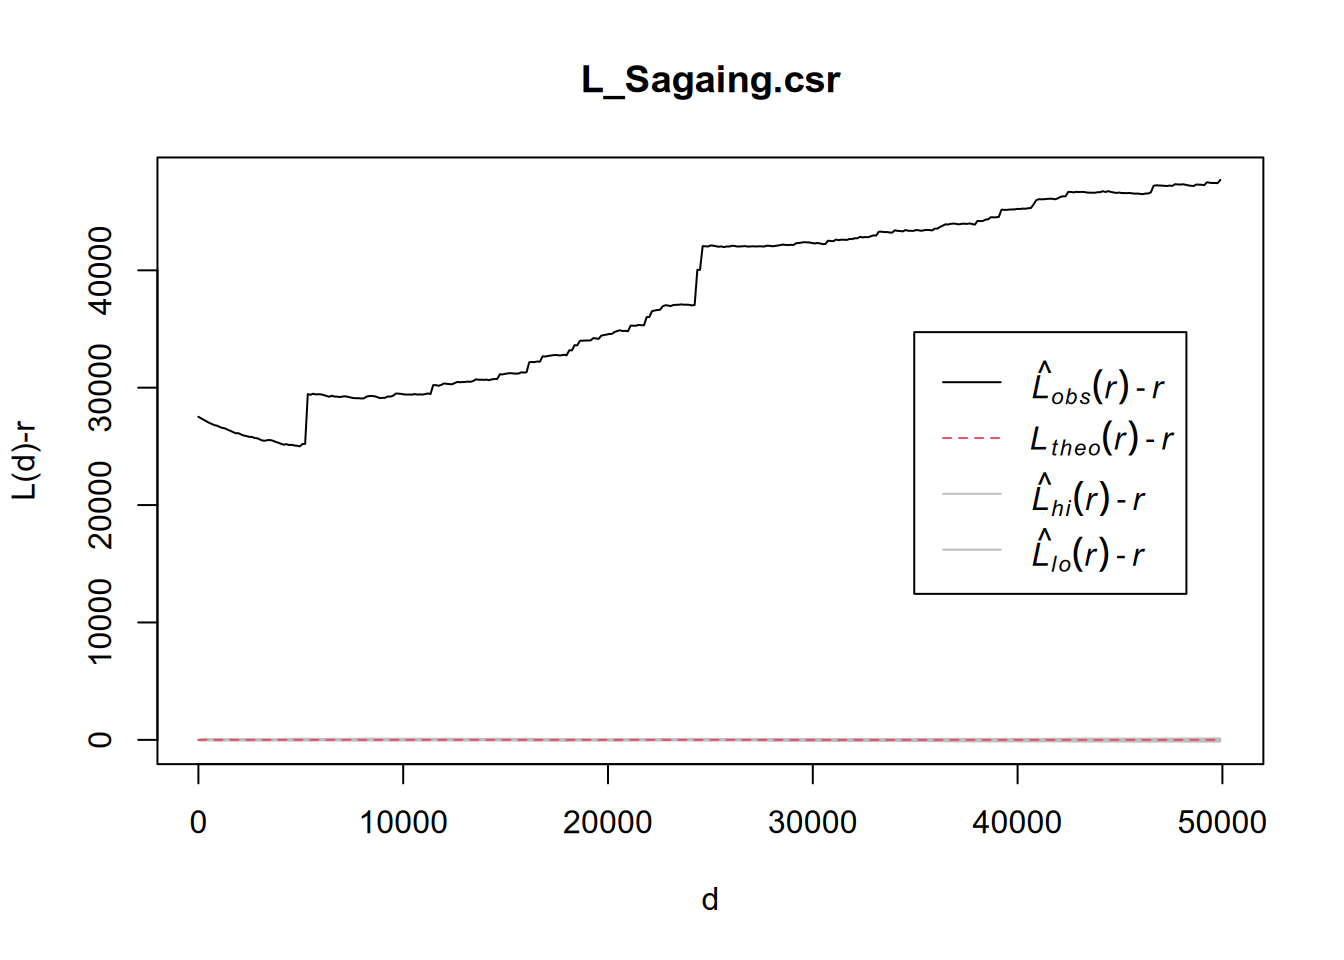 L_Sagaing.csr
L(d)-r
40000
30000
20000
10000
0
L̂obs(r) - r
Ltheo(r) - r
L̂hi(r) - r
L̂lo(r) - r
0 10000 20000 30000 40000 50000
d